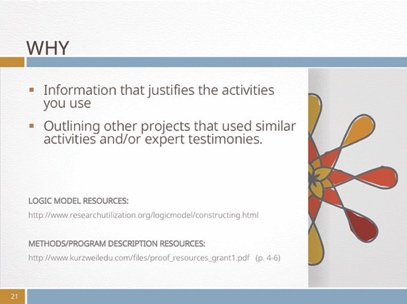 WHY
Information that justifies the activities
you use
Outlining other projects that used similar
activities and/or expert testimonies.
LOGIC MODEL RESOURCES:
http://www.researchutilization.org/logicmodel/constructing.html
METHODS/PROGRAM DESCRIPTION RESOURCES:
http://www.kurzweiledu.com/files/proof_resources_grant1.pdf (p. 4-6)
21